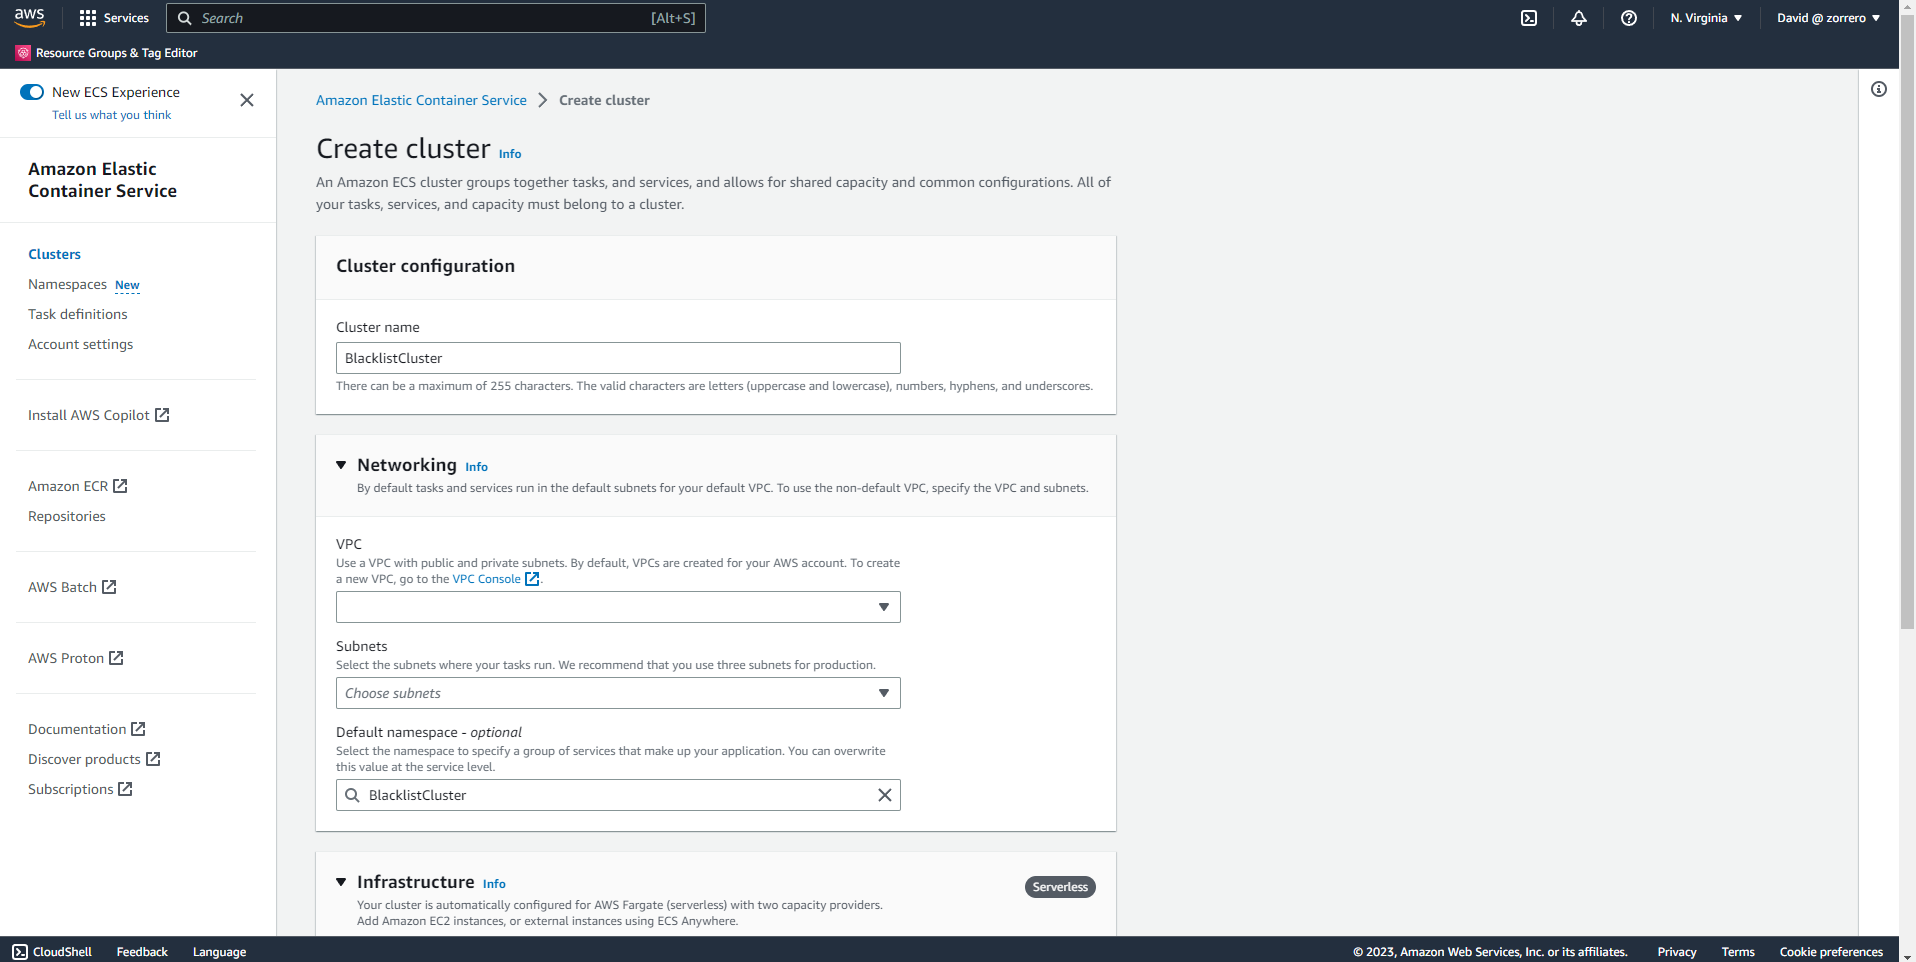 aws
Services
Search
[Alt+S]
N. Virginia
David @ zorrero
Resource Groups & Tag Editor
New ECS Experience
Tell us what you think
Amazon Elastic
Container Service
Clusters
Namespaces New
Task definitions
Account settings
Install AWS Copilot
Amazon ECR
Repositories
AWS Batch
AWS Proton
Documentation
Discover products
Subscriptions
Amazon Elastic Container Service
Create cluster
Create cluster Info
An Amazon ECS cluster groups together tasks, and services, and allows for shared capacity and common configurations. All of
your tasks, services, and capacity must belong to a cluster.
Cluster configuration
Cluster name
BlacklistCluster
There can be a maximum of 255 characters. The valid characters are letters (uppercase and lowercase), numbers, hyphens, and underscores.
Networking Info
By default tasks and services run in the default subnets for your default VPC. To use the non-default VPC, specify the VPC and subnets.
VPC
Use a VPC with public and private subnets. By default, VPCs are created for your AWS account. To create
a new VPC, go to the VPC Console .
Subnets
Select the subnets where your tasks run. We recommend that you use three subnets for production.
Choose subnets
Default namespace - optional
Select the namespace to specify a group of services that make up your application. You can overwrite
this value at the service level.
BlacklistCluster
Infrastructure Info
Serverless
Your cluster is automatically configured for AWS Fargate (serverless) with two capacity providers.
Add Amazon EC2 instances, or external instances using ECS Anywhere.
CloudShell
Feedback
Language
© 2023, Amazon Web Services, Inc. or its affiliates.
Privacy
Terms
Cookie preferences